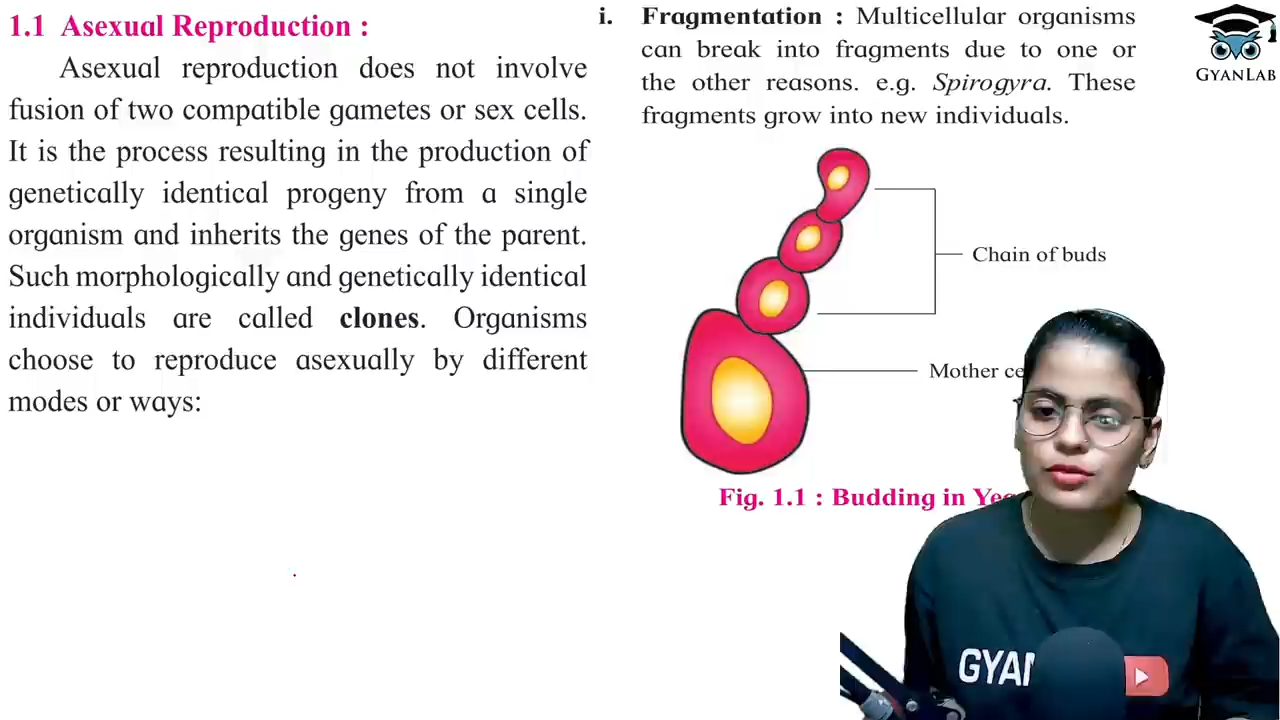 1.1 Asexual Reproduction :
Asexual reproduction does not involve
fusion of two compatible gametes or sex cells.
It is the process resulting in the production of
genetically identical progeny from a single
organism and inherits the genes of the parent.
Such morphologically and genetically identical
individuals are called clones. Organisms
choose to reproduce asexually by different
modes or ways:
i. Fragmentation : Multicellular organisms
can break into fragments due to one or
the other reasons. e.g. Spirogyra. These
fragments grow into new individuals.
Chain of buds
Mother
Fig. 1.1 : Budding in
GYANLAB